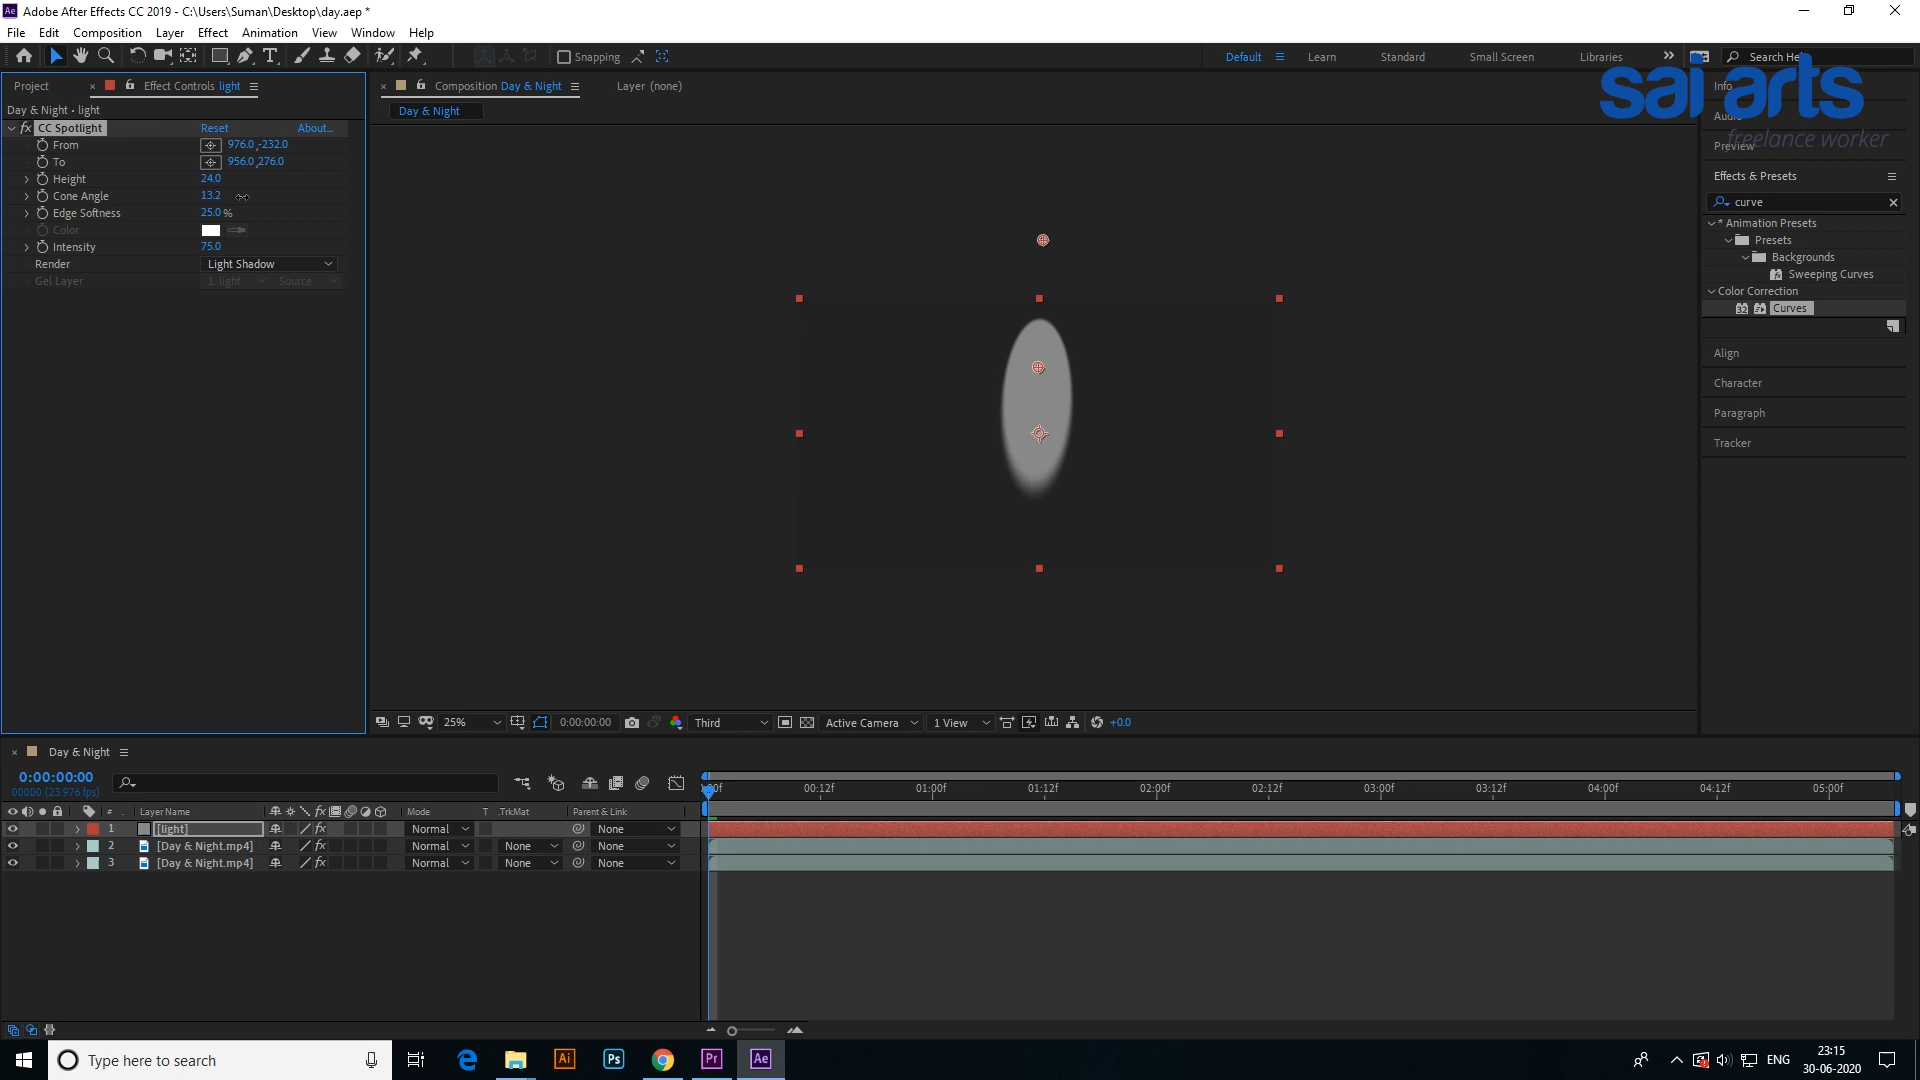 Adobe After Effects CC 2019 - C:\Users\Suman\Desktop\day.aep *
File Edit Composition Layer Effect Animation View Window Help
Snapping Default Learn Standard Small Screen Libraries Search He
sai arts
freelance worker
Project Effect Controls light
Day & Night • light
CC Spotlight Reset About...
From 976.0,-232.0
To 956.0,276.0
Height 24.0
Cone Angle 13.2
Edge Softness 25.0 %
Color
Intensity 75.0
Render Light Shadow
Gel Layer 1. light Source
Composition Day & Night Layer (none)
Day & Night
25% 0:00:00:00 Third Active Camera 1 View +0.0
Info
Audio
Preview
Effects & Presets
curve
* Animation Presets
Presets
Backgrounds
Sweeping Curves
Color Correction
32 Curves
Align
Character
Paragraph
Tracker
Day & Night
0:00:00:00
00000 (23.976 fps)
:00f 00:12f 01:00f 01:12f 02:00f 02:12f 03:00f 03:12f 04:00f 04:12f 05:00f
# Layer Name Mode T .TrkMat Parent & Link
1 [light] Normal None
2 [Day & Night.mp4] Normal None None
3 [Day & Night.mp4] Normal None None
Type here to search
Ai Ps Pr Ae
ENG
23:15
30-06-2020